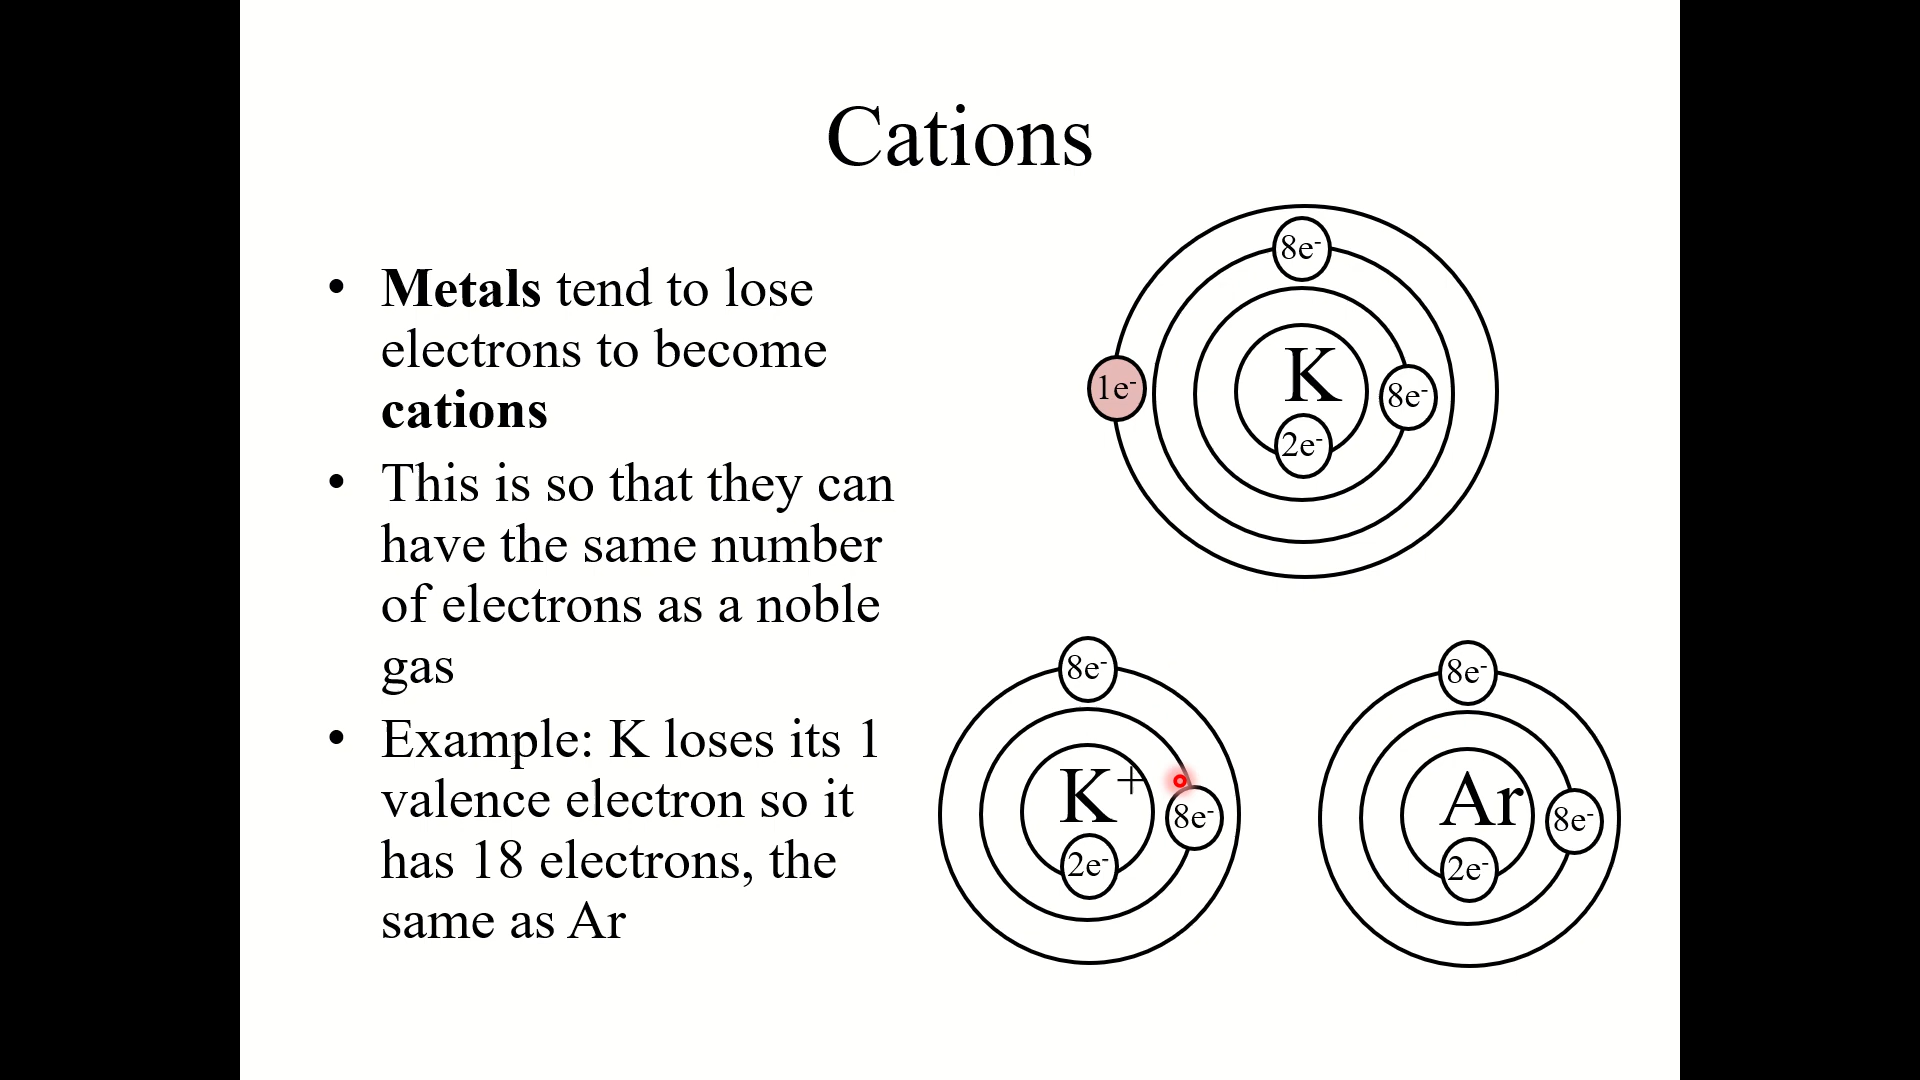 Cations
• Metals tend to lose
electrons to become
cations
• This is so that they can
have the same number
of electrons as a noble
gas
• Example: K loses its 1
valence electron so it
has 18 electrons, the
same as Ar
8e-
K
1e-
8e-
2e-
8e-
K+
8e-
2e-
8e-
Ar
8e-
2e-